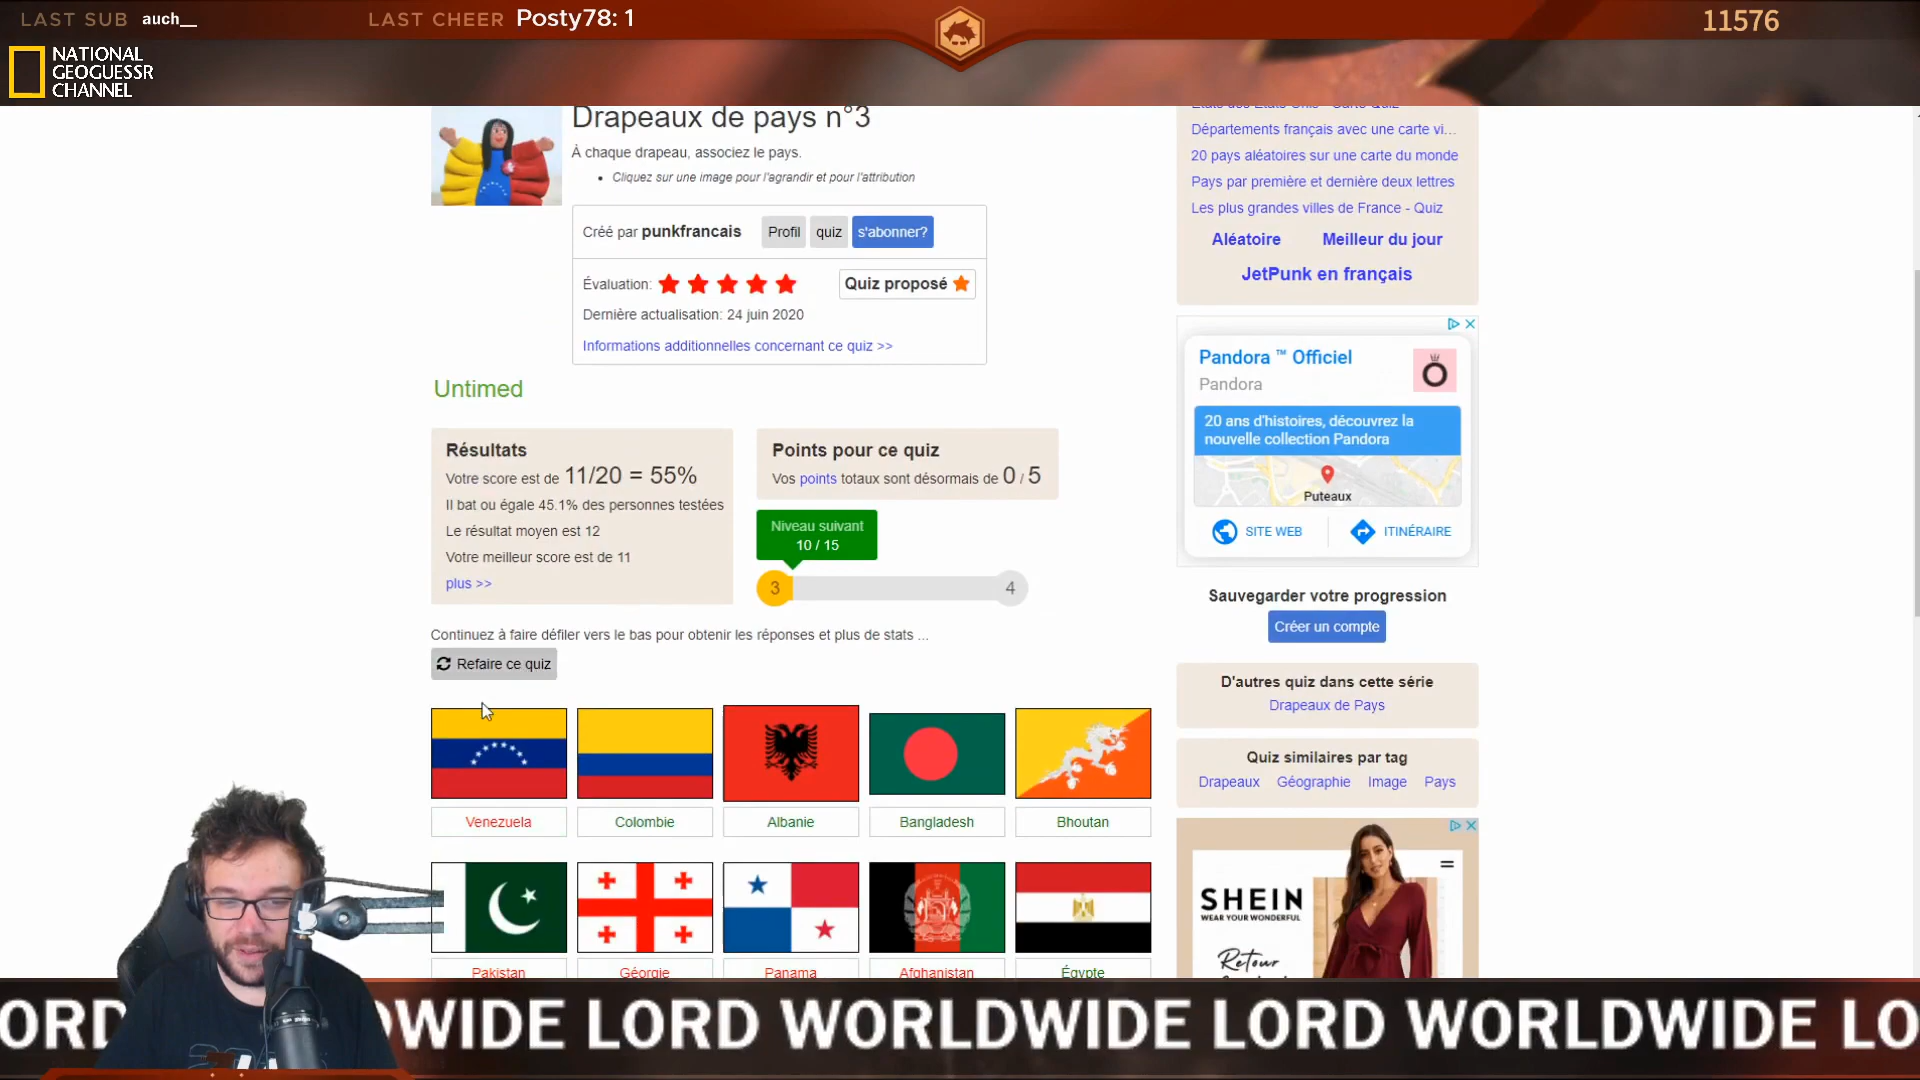 LAST SUB auch__
LAST CHEER Posty78: 1
11576
NATIONAL
GEOGUESSR
CHANNEL
Drapeaux de pays n°3
À chaque drapeau, associez le pays.
Cliquez sur une image pour l'agrandir et pour l'attribution
Créé par punkfrancais Profil quiz s'abonner?
Évaluation: Quiz proposé
Dernière actualisation: 24 juin 2020
Informations additionnelles concernant ce quiz >>
Untimed
Résultats
Votre score est de 11/20 = 55%
Il bat ou égale 45.1% des personnes testées
Le résultat moyen est 12
Votre meilleur score est de 11
plus >>
Points pour ce quiz
Vos points totaux sont désormais de 0 / 5
Niveau suivant
10 / 15
3 4
Continuez à faire défiler vers le bas pour obtenir les réponses et plus de stats ...
Refaire ce quiz
Venezuela Colombie Albanie Bangladesh Bhoutan
Pakistan Géorgie Panama Afghanistan Égypte
Départements français avec une carte vi...
20 pays aléatoires sur une carte du monde
Pays par première et dernière deux lettres
Les plus grandes villes de France - Quiz
Aléatoire Meilleur du jour
JetPunk en français
Pandora ™ Officiel
Pandora
20 ans d'histoires, découvrez la
nouvelle collection Pandora
Puteaux
SITE WEB ITINÉRAIRE
Sauvegarder votre progression
Créer un compte
D'autres quiz dans cette série
Drapeaux de Pays
Quiz similaires par tag
Drapeaux Géographie Image Pays
SHEIN
WEAR YOUR WONDERFUL
Retour
ORD DWIDE LORD WORLDWIDE LORD WORLDWIDE LO